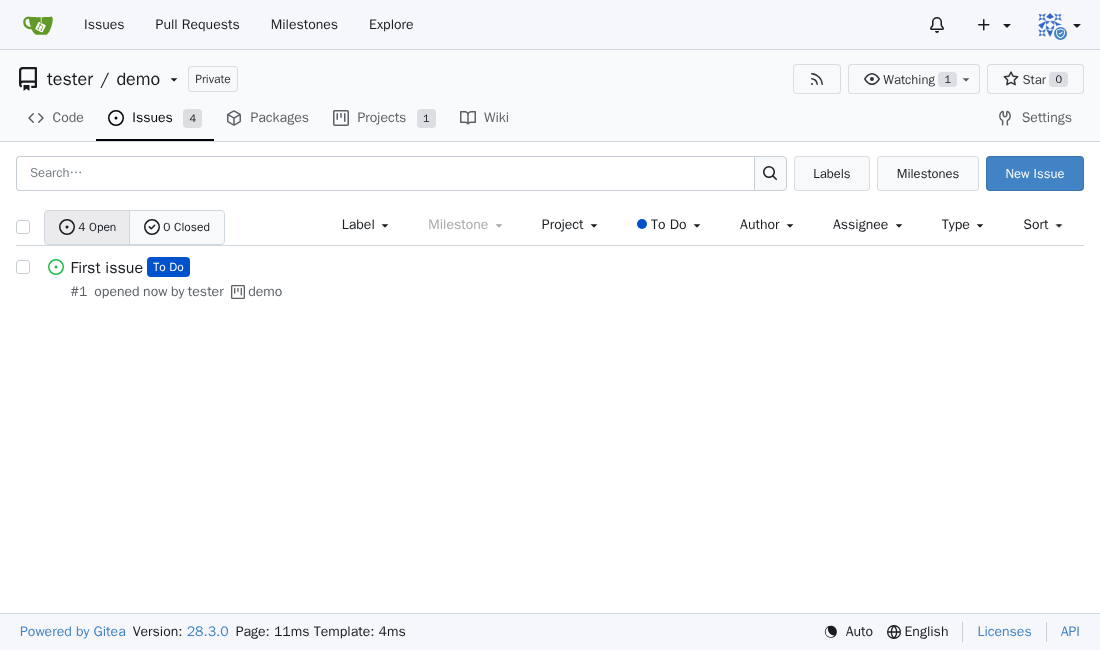 Issues Pull Requests Milestones Explore
tester / demo Private Watching 1 Star 0
Code Issues 4 Packages Projects 1 Wiki Settings
Search… Labels Milestones New Issue
4 Open 0 Closed Label Milestone Project To Do Author Assignee Type Sort
First issue To Do
#1 opened now by tester demo
Powered by Gitea Version: 28.3.0 Page: 11ms Template: 4ms Auto English Licenses API